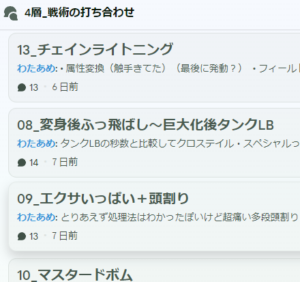 4層_戦術の打ち合わせ
13_チェインライトニング
わたあめ: • 属性変換（触手きてた）（最後に発動？） ・フィール
13 · 6 日前
08_変身後ふっ飛ばし～巨大化後タンクLB
わたあめ: タンクLBの秒数と比較してクロステイル・スペシャルっ
14 · 7 日前
09_エクサいっぱい＋頭割り
わたあめ: とりあえず処理法はわかったぽいけど超痛い多段頭割り
13 · 7 日前
10_マスタードボム